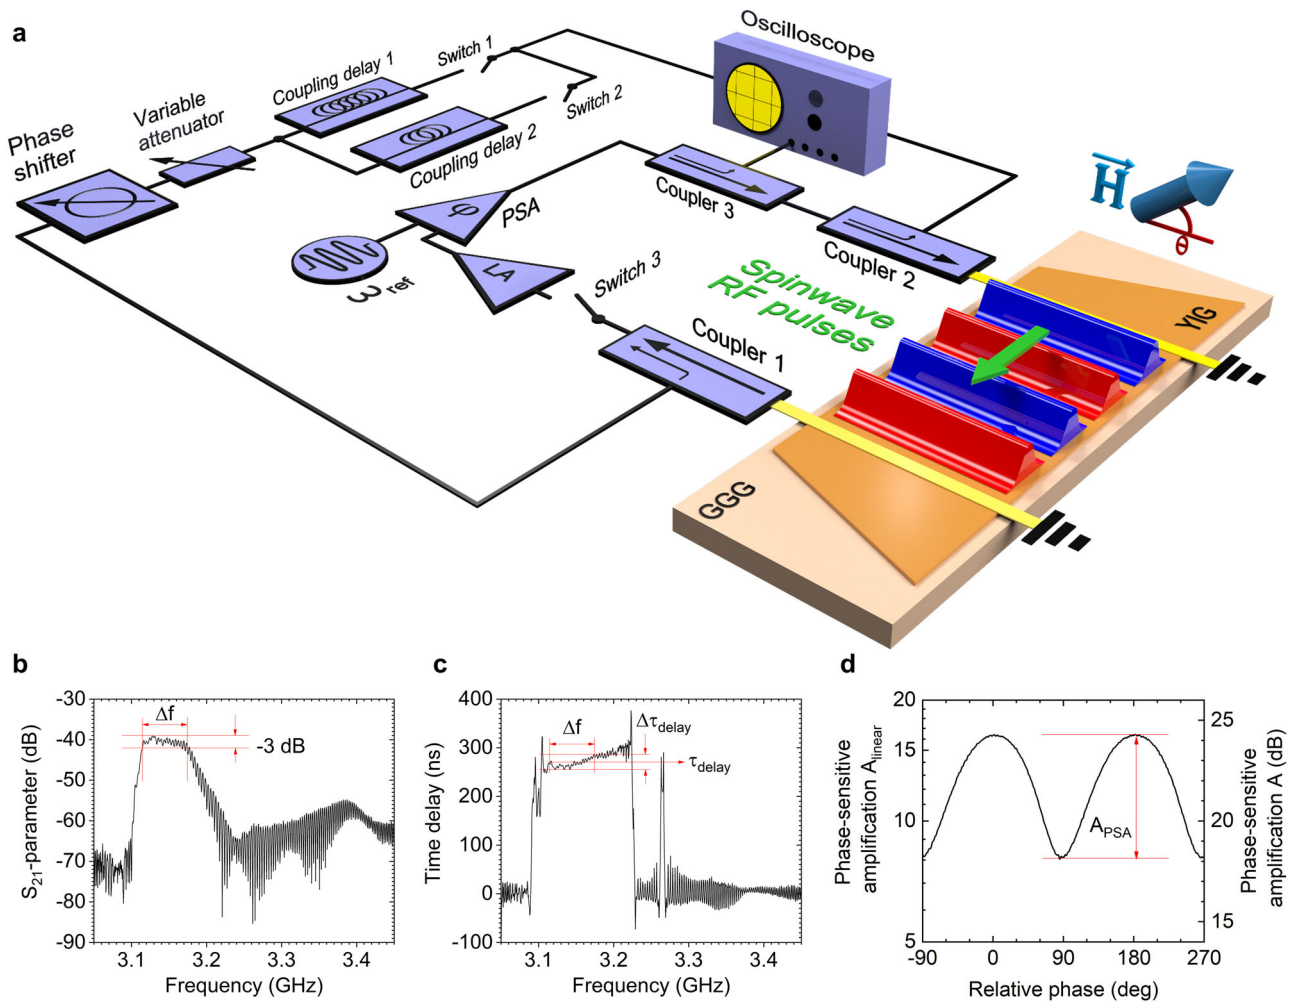 a
Oscilloscope
Coupling delay 1
Switch 1
Variable
attenuator
Switch 2
Phase
shifter
Coupling delay 2
Coupler 3
φ
PSA
H
θ
ω ref
LA
Switch 3
Coupler 2
Spinwave
RF pulses
YIG
Coupler 1
GGG
b
-30
-40
-50
-60
-70
-80
-90
S21-parameter (dB)
Δf
-3 dB
3.1
3.2
3.3
3.4
Frequency (GHz)
c
400
300
200
100
0
-100
Time delay (ns)
Δf
Δτdelay
τdelay
3.1
3.2
3.3
3.4
Frequency (GHz)
d
20
15
10
5
Phase-sensitive
amplification Alinear
APSA
24
22
20
18
16
14
Phase-sensitive
amplification A (dB)
-90
0
90
180
270
Relative phase (deg)